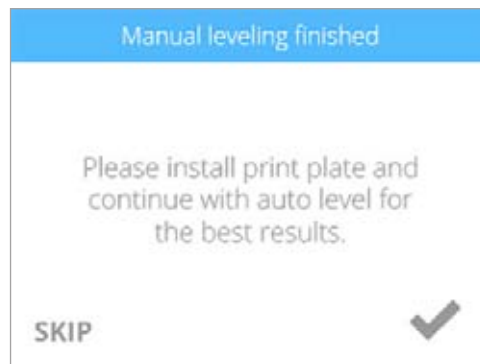 Manual leveling finished
Please install print plate and
continue with auto level for
the best results.
SKIP